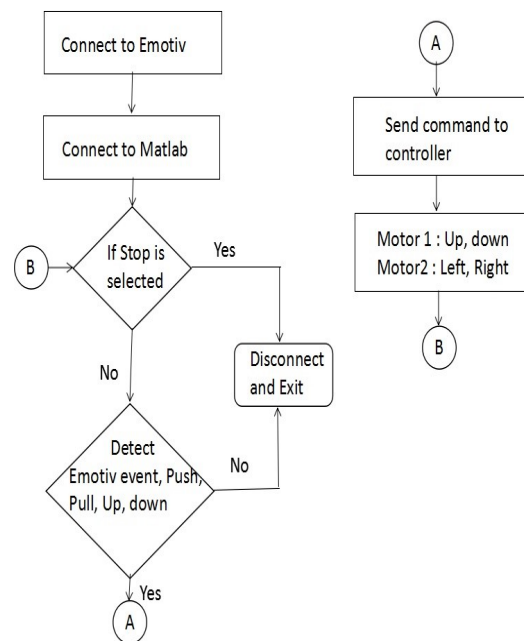 Connect to Emotiv
Connect to Matlab
B
If Stop is
selected
Yes
No
Disconnect
and Exit
Detect
Emotiv event, Push,
Pull, Up, down
No
Yes
A
A
Send command to
controller
Motor 1 : Up, down
Motor2 : Left, Right
B